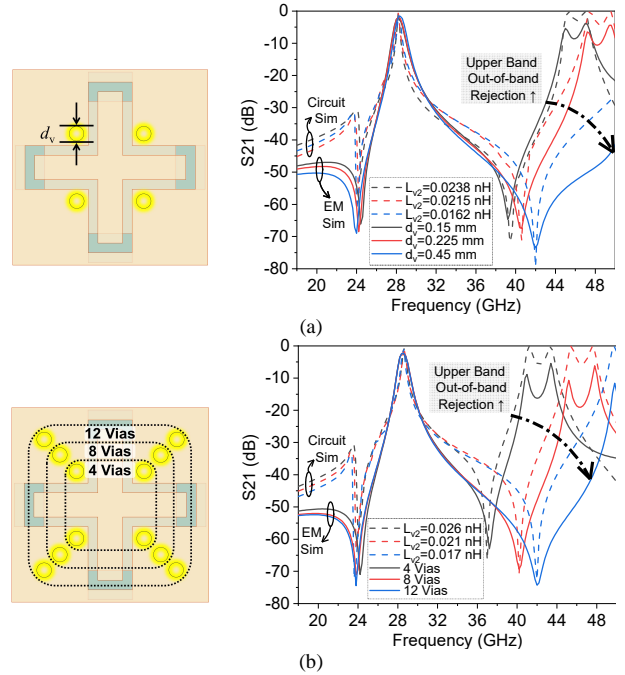 d_v
0
-10
-20
-30
-40
-50
-60
-70
-80
S21 (dB)
Upper Band
Out-of-band
Rejection ↑
Circuit
Sim
EM
Sim
L_v2=0.0238 nH
L_v2=0.0215 nH
L_v2=0.0162 nH
d_v=0.15 mm
d_v=0.225 mm
d_v=0.45 mm
20 24 28 32 36 40 44 48
Frequency (GHz)
(a)
12 Vias
8 Vias
4 Vias
0
-10
-20
-30
-40
-50
-60
-70
-80
S21 (dB)
Upper Band
Out-of-band
Rejection ↑
Circuit
Sim
EM
Sim
L_v2=0.026 nH
L_v2=0.021 nH
L_v2=0.017 nH
4 Vias
8 Vias
12 Vias
20 24 28 32 36 40 44 48
Frequency (GHz)
(b)